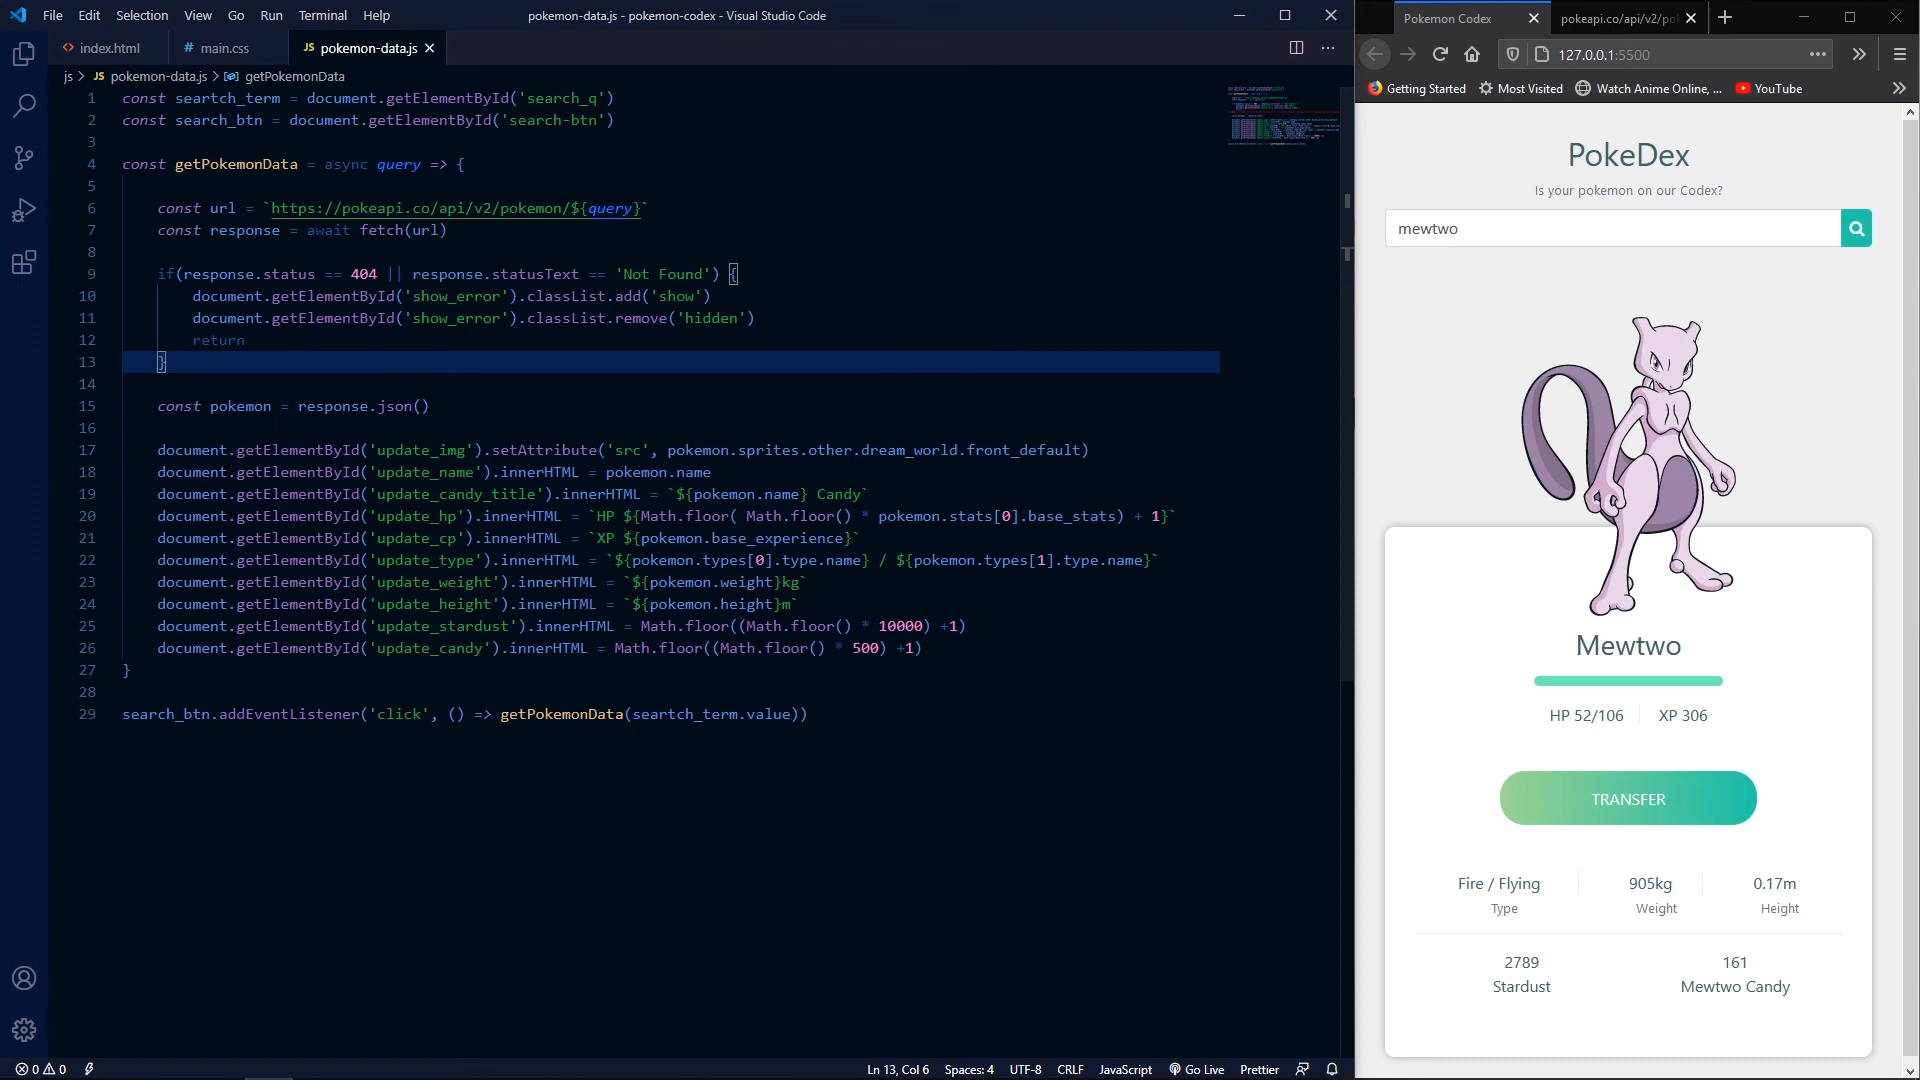 File Edit Selection View Go Run Terminal Help
pokemon-data.js - pokemon-codex - Visual Studio Code
<> index.html
# main.css
JS pokemon-data.js
js > JS pokemon-data.js > getPokemonData
1 const seartch_term = document.getElementById('search_q')
2 const search_btn = document.getElementById('search-btn')
3
4 const getPokemonData = async query => {
5
6 const url = `https://pokeapi.co/api/v2/pokemon/${query}`
7 const response = await fetch(url)
8
9 if(response.status == 404 || response.statusText == 'Not Found') {
10 document.getElementById('show_error').classList.add('show')
11 document.getElementById('show_error').classList.remove('hidden')
12 return
13 }
14
15 const pokemon = response.json()
16
17 document.getElementById('update_img').setAttribute('src', pokemon.sprites.other.dream_world.front_default)
18 document.getElementById('update_name').innerHTML = pokemon.name
19 document.getElementById('update_candy_title').innerHTML = `${pokemon.name} Candy`
20 document.getElementById('update_hp').innerHTML = `HP ${Math.floor( Math.floor() * pokemon.stats[0].base_stats) + 1}`
21 document.getElementById('update_cp').innerHTML = `XP ${pokemon.base_experience}`
22 document.getElementById('update_type').innerHTML = `${pokemon.types[0].type.name} / ${pokemon.types[1].type.name}`
23 document.getElementById('update_weight').innerHTML = `${pokemon.weight}kg`
24 document.getElementById('update_height').innerHTML = `${pokemon.height}m`
25 document.getElementById('update_stardust').innerHTML = Math.floor((Math.floor() * 10000) +1)
26 document.getElementById('update_candy').innerHTML = Math.floor((Math.floor() * 500) +1)
27 }
28
29 search_btn.addEventListener('click', () => getPokemonData(seartch_term.value))
0 0
Ln 13, Col 6 Spaces: 4 UTF-8 CRLF JavaScript Go Live Prettier
Pokemon Codex
pokeapi.co/api/v2/po
127.0.0.1:5500
Getting Started Most Visited Watch Anime Online, ... YouTube
PokeDex
Is your pokemon on our Codex?
mewtwo
Mewtwo
HP 52/106 XP 306
TRANSFER
Fire / Flying 905kg 0.17m
Type Weight Height
2789 161
Stardust Mewtwo Candy